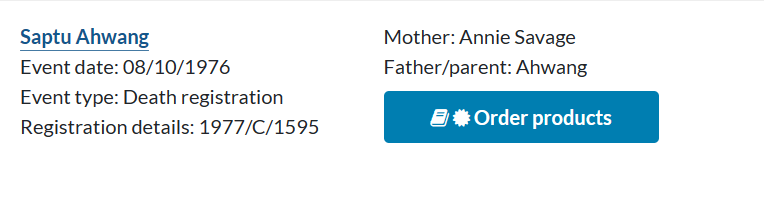 Saptu Ahwang
Event date: 08/10/1976
Event type: Death registration
Registration details: 1977/C/1595
Mother: Annie Savage
Father/parent: Ahwang
Order products